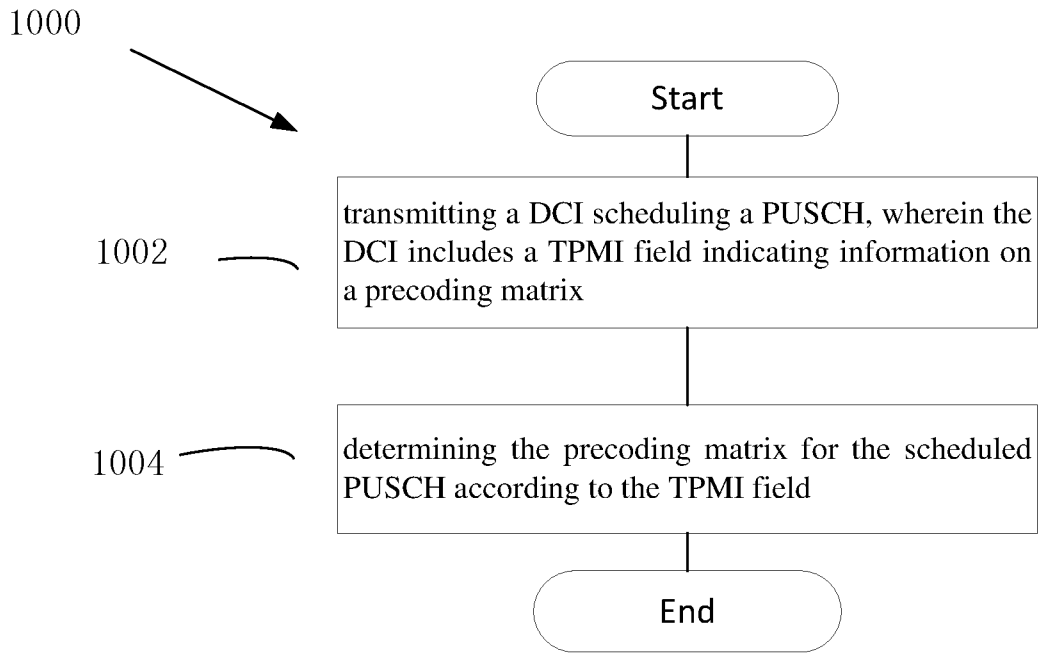 1000
Start
transmitting a DCI scheduling a PUSCH, wherein the
DCI includes a TPMI field indicating information on
a precoding matrix
1002
determining the precoding matrix for the scheduled
PUSCH according to the TPMI field
1004
End